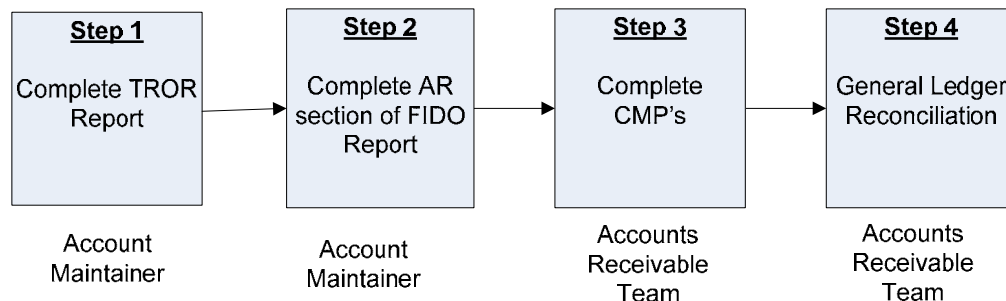 Step 1
Complete TROR
Report
Step 2
Complete AR
section of FIDO
Report
Step 3
Complete
CMP's
Step 4
General Ledger
Reconciliation
Account
Maintainer
Account
Maintainer
Accounts
Receivable
Team
Accounts
Receivable
Team